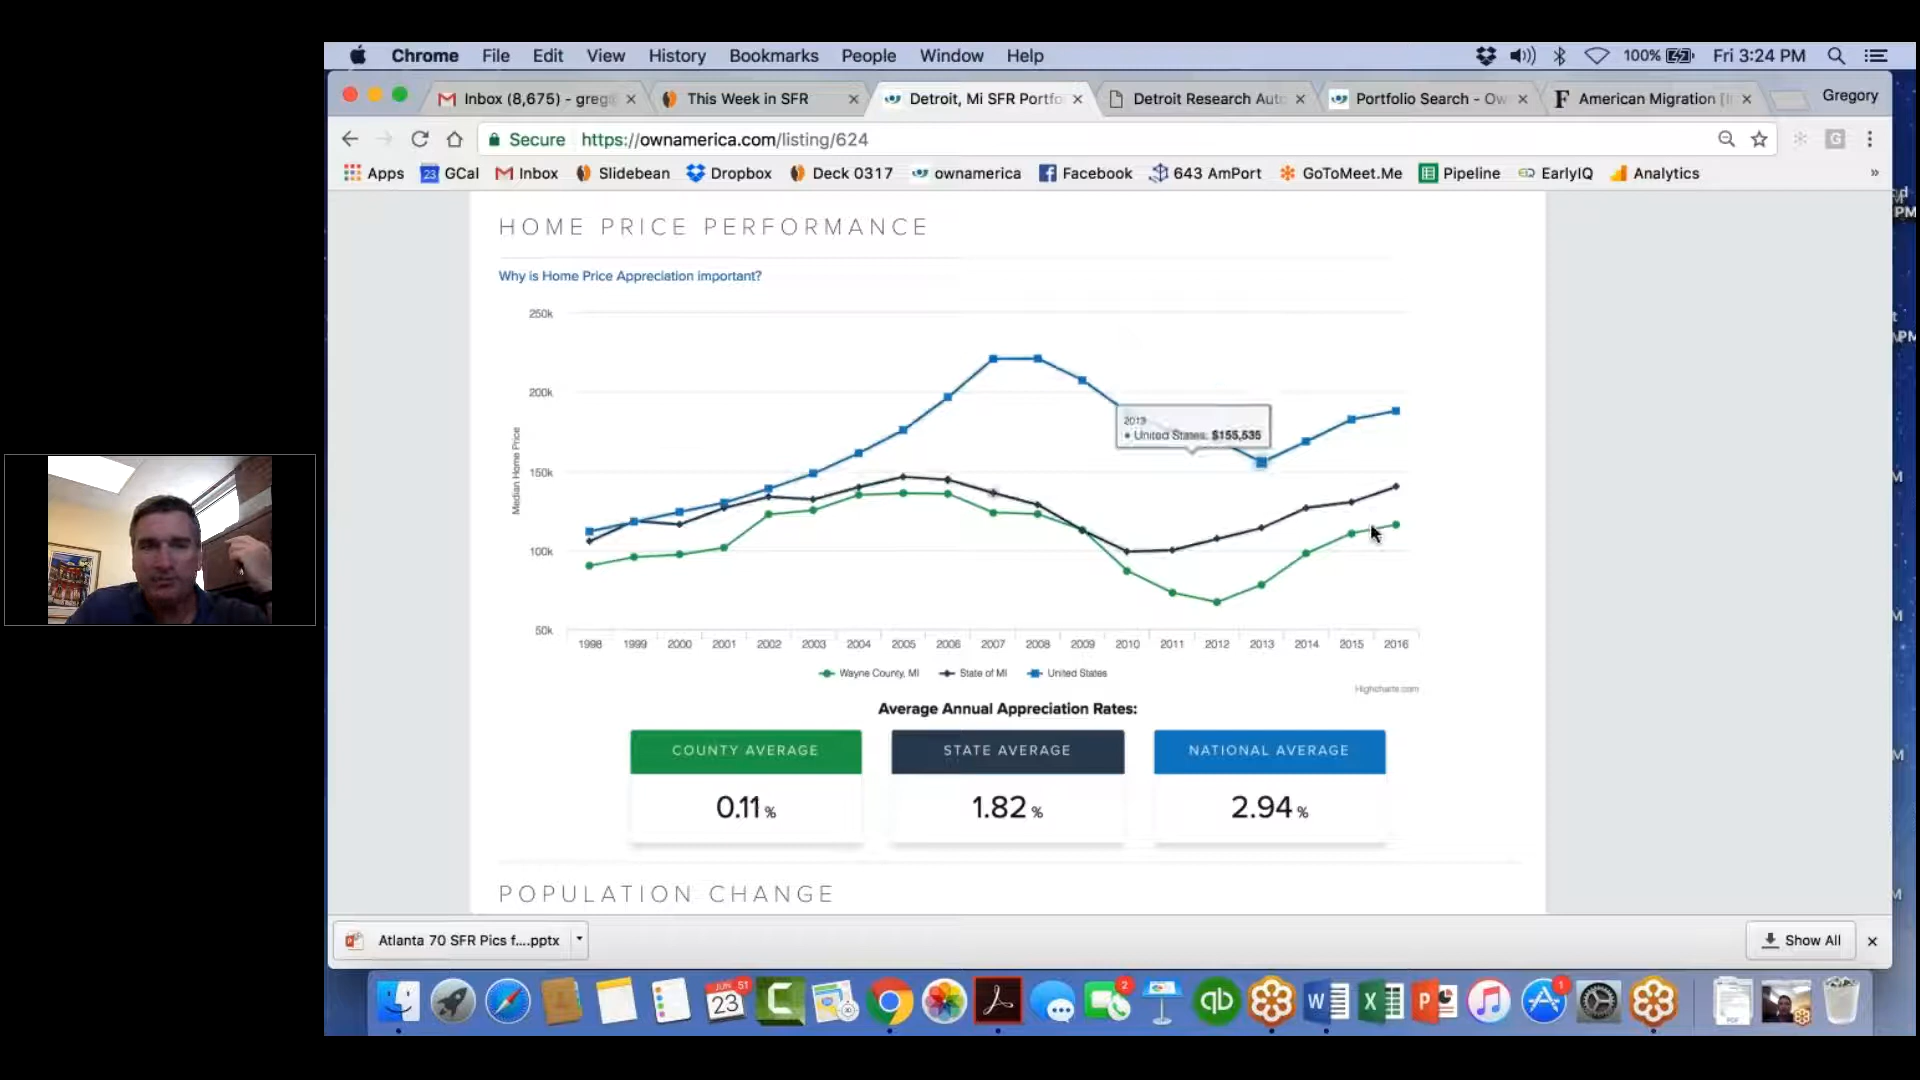 Chrome File Edit View History Bookmarks People Window Help 100% Fri 3:24 PM
Inbox (8,675) - greg This Week in SFR Detroit, Mi SFR Portfo Detroit Research Aut Portfolio Search - Ow American Migration [I Gregory
Secure https://ownamerica.com/listing/624
Apps GCal Inbox Slidebean Dropbox Deck 0317 ownamerica Facebook 643 AmPort GoToMeet.Me Pipeline EarlyIQ Analytics »
HOME PRICE PERFORMANCE
Why is Home Price Appreciation important?
250k
200k
150k
100k
50k
Median Home Price
2013
United States: $155,535
1998 1999 2000 2001 2002 2003 2004 2005 2006 2007 2008 2009 2010 2011 2012 2013 2014 2015 2016
Wayne County, MI State of MI United States
Highcharts.com
Average Annual Appreciation Rates:
COUNTY AVERAGE STATE AVERAGE NATIONAL AVERAGE
0.11 % 1.82 % 2.94 %
POPULATION CHANGE
Atlanta 70 SFR Pics f....pptx Show All
JUN 51
23
2
qb
W X P
1